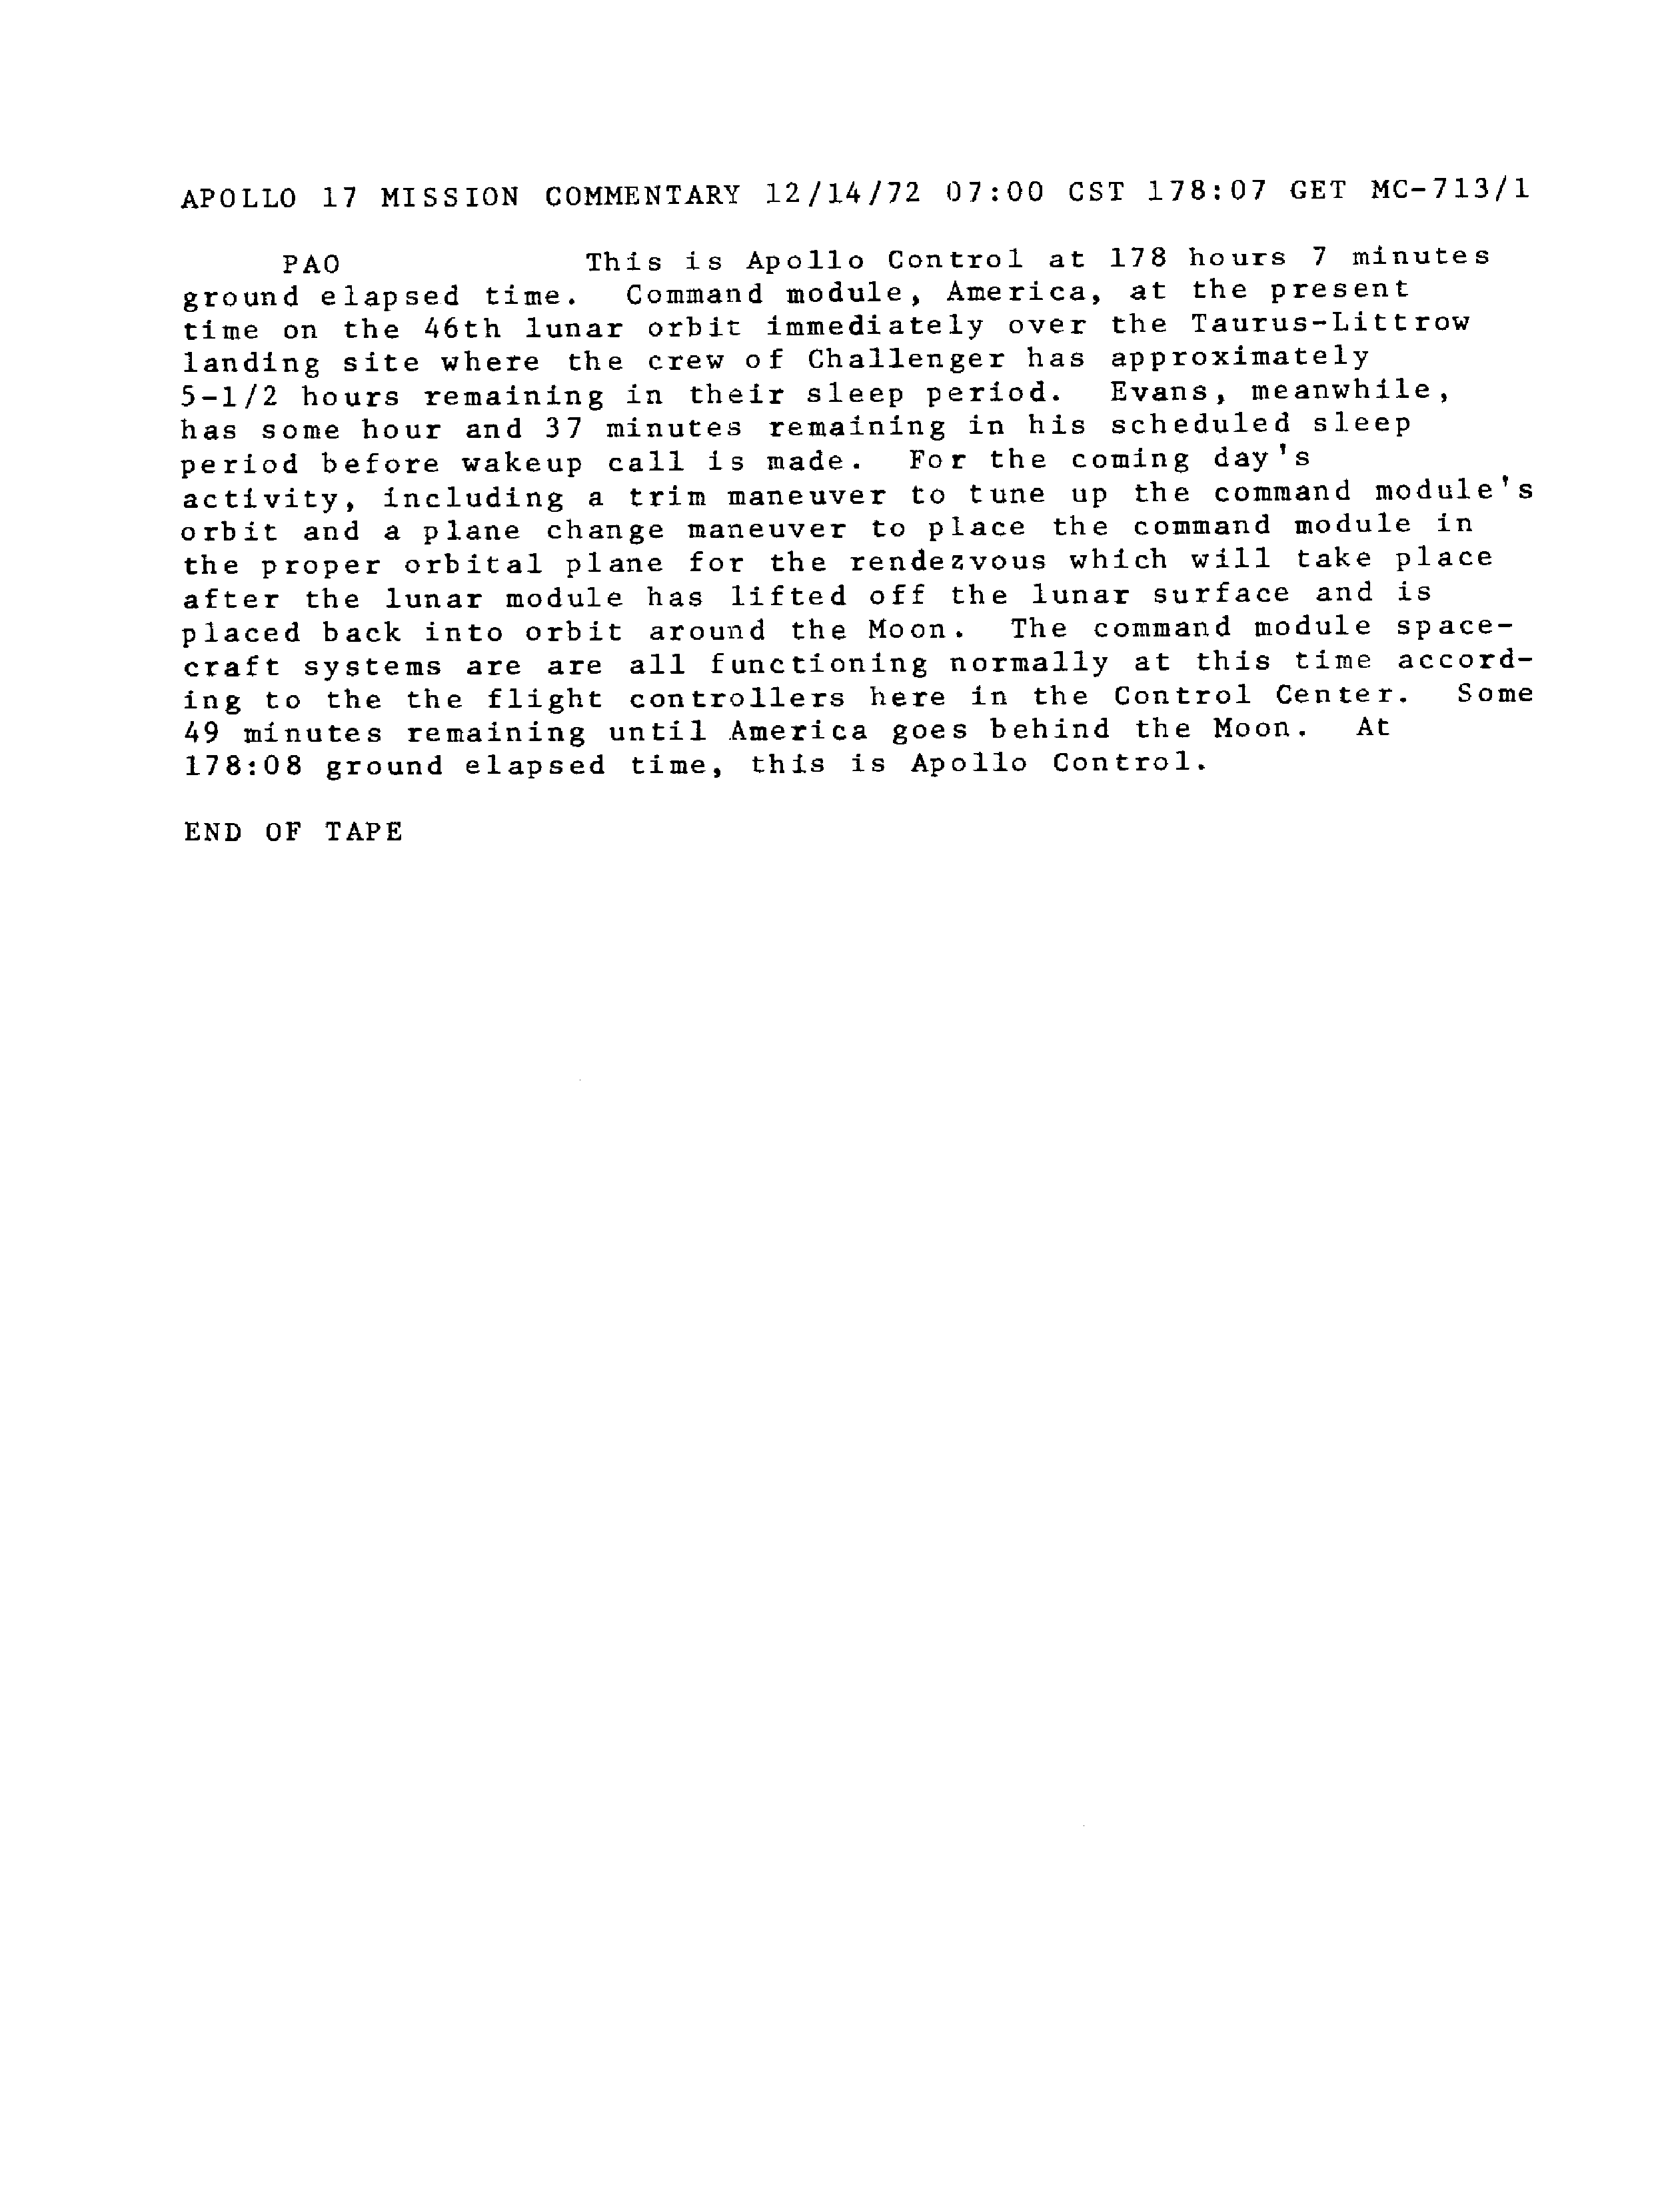 APOLLO 17 MISSION COMMENTARY 12/14/72 07:00 CST 178:07 GET MC-713/1
PAO This is Apollo Control at 178 hours 7 minutes
ground elapsed time. Command module, America, at the present
time on the 46th lunar orbit immediately over the Taurus-Littrow
landing site where the crew of Challenger has approximately
5-1/2 hours remaining in their sleep period. Evans, meanwhile,
has some hour and 37 minutes remaining in his scheduled sleep
period before wakeup call is made. For the coming day's
activity, including a trim maneuver to tune up the command module's
orbit and a plane change maneuver to place the command module in
the proper orbital plane for the rendezvous which will take place
after the lunar module has lifted off the lunar surface and is
placed back into orbit around the Moon. The command module space-
craft systems are are all functioning normally at this time accord-
ing to the the flight controllers here in the Control Center. Some
49 minutes remaining until America goes behind the Moon. At
178:08 ground elapsed time, this is Apollo Control.
END OF TAPE